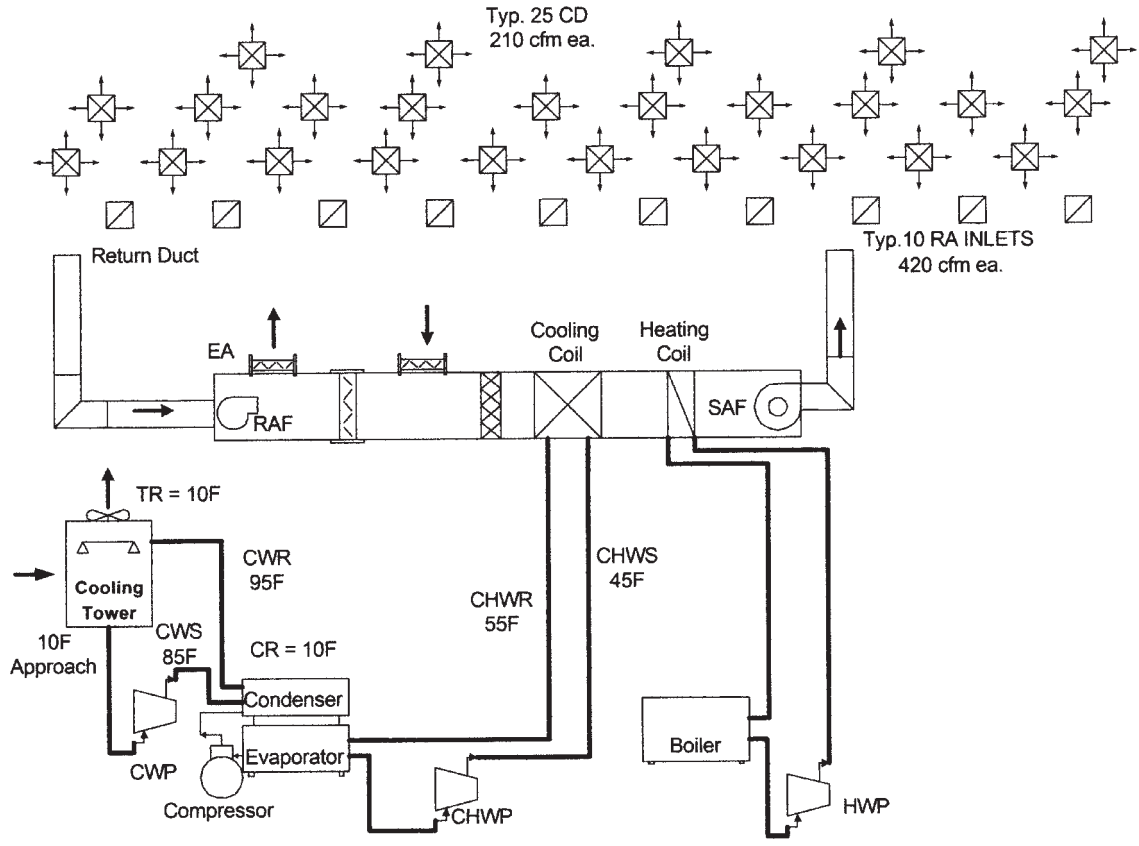 Typ. 25 CD
210 cfm ea.
Typ.10 RA INLETS
420 cfm ea.
Return Duct
EA
Cooling
Coil
Heating
Coil
RAF
SAF
TR = 10F
Cooling
Tower
CWR
95F
CHWR
55F
CHWS
45F
10F
Approach
CWS
85F
CR = 10F
Condenser
Evaporator
Boiler
CWP
Compressor
CHWP
HWP